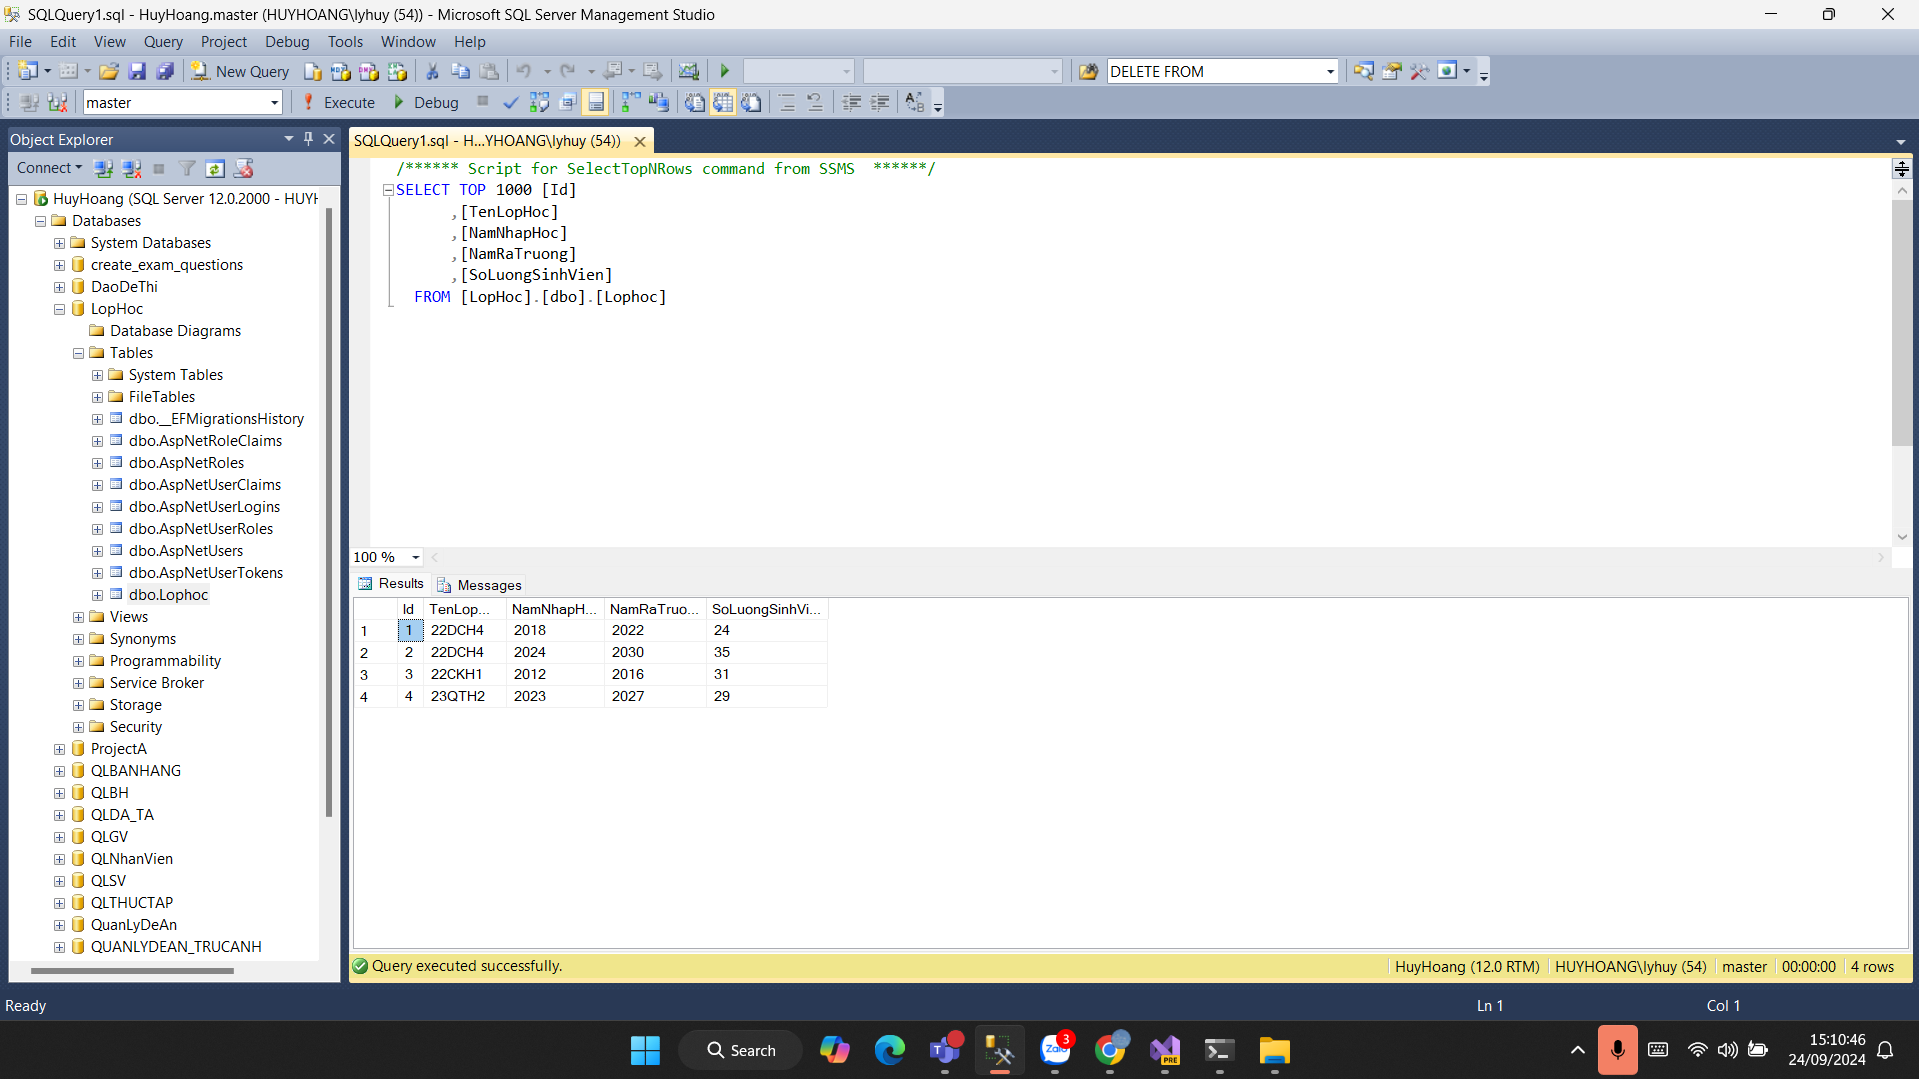 SQLQuery1.sql - HuyHoang.master (HUYHOANG\lyhuy (54)) - Microsoft SQL Server Management Studio
File Edit View Query Project Debug Tools Window Help
New Query DELETE FROM
master Execute Debug
Object Explorer
Connect
HuyHoang (SQL Server 12.0.2000 - HUYH
Databases
System Databases
create_exam_questions
DaoDeThi
LopHoc
Database Diagrams
Tables
System Tables
FileTables
dbo.__EFMigrationsHistory
dbo.AspNetRoleClaims
dbo.AspNetRoles
dbo.AspNetUserClaims
dbo.AspNetUserLogins
dbo.AspNetUserRoles
dbo.AspNetUsers
dbo.AspNetUserTokens
dbo.Lophoc
Views
Synonyms
Programmability
Service Broker
Storage
Security
ProjectA
QLBANHANG
QLBH
QLDA_TA
QLGV
QLNhanVien
QLSV
QLTHUCTAP
QuanLyDeAn
QUANLYDEAN_TRUCANH
SQLQuery1.sql - H...YHOANG\lyhuy (54))
/****** Script for SelectTopNRows command from SSMS ******/
SELECT TOP 1000 [Id]
,[TenLopHoc]
,[NamNhapHoc]
,[NamRaTruong]
,[SoLuongSinhVien]
FROM [LopHoc].[dbo].[Lophoc]
100 %
Results Messages
Id TenLop... NamNhapH... NamRaTruo... SoLuongSinhVi...
1 1 22DCH4 2018 2022 24
2 2 22DCH4 2024 2030 35
3 3 22CKH1 2012 2016 31
4 4 23QTH2 2023 2027 29
Query executed successfully. HuyHoang (12.0 RTM) HUYHOANG\lyhuy (54) master 00:00:00 4 rows
Ready Ln 1 Col 1
Search 3 15:10:46
24/09/2024